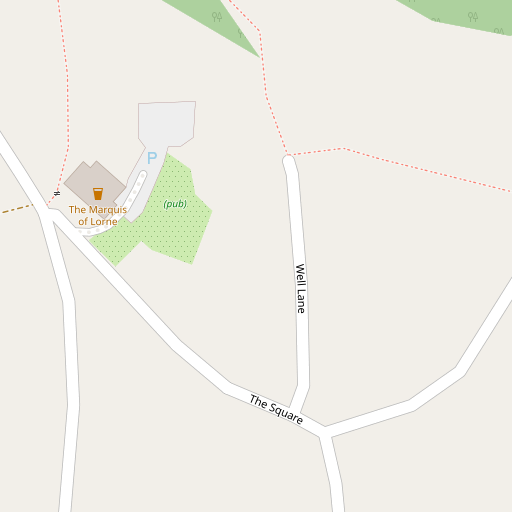 P
(pub)
The Marquis
of Lorne
Well Lane
The Square